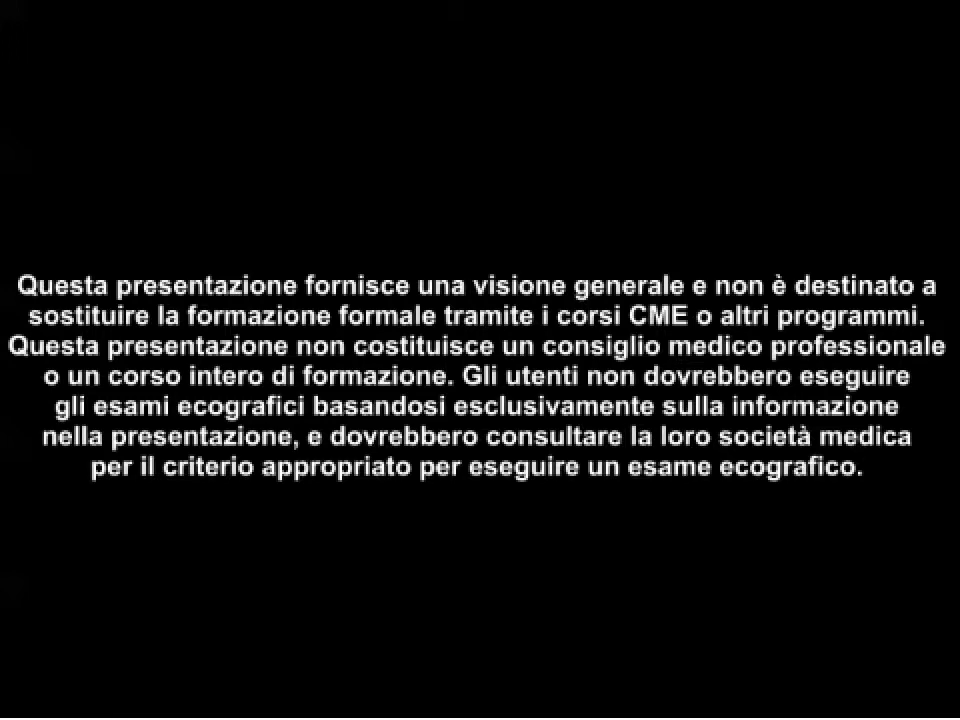 Questa presentazione fornisce una visione generale e non è destinato a
sostituire la formazione formale tramite i corsi CME o altri programmi.
Questa presentazione non costituisce un consiglio medico professionale
o un corso intero di formazione. Gli utenti non dovrebbero eseguire
gli esami ecografici basandosi esclusivamente sulla informazione
nella presentazione, e dovrebbero consultare la loro società medica
per il criterio appropriato per eseguire un esame ecografico.